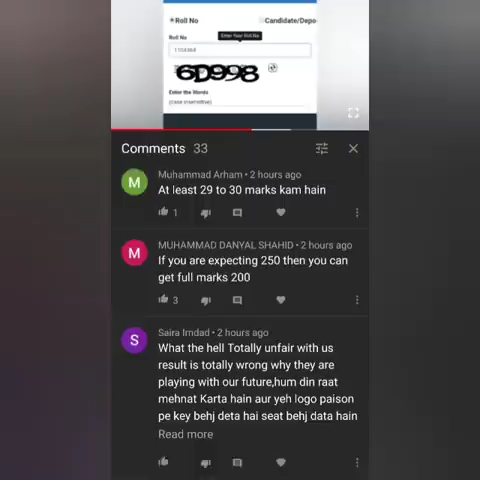 Roll No
Candidate/Depo
Roll No
Enter Your Roll No
6D998
Enter the Words
(case insensitive)
Comments 33
M
Muhammad Arham • 2 hours ago
At least 29 to 30 marks kam hain
1
M
MUHAMMAD DANYAL SHAHID • 2 hours ago
If you are expecting 250 then you can
get full marks 200
3
S
Saira Imdad • 2 hours ago
What the hell Totally unfair with us
result is totally wrong why they are
playing with our future,hum din raat
mehnat Karta hain aur yeh logo paison
pe key behj deta hai seat behj data hain
Read more